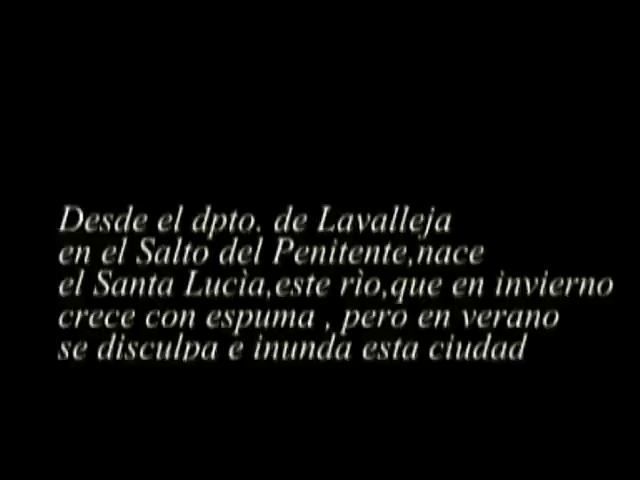 Desde el dpto. de Lavalleja
en el Salto del Penitente,nace
el Santa Lucìa,este rìo,que en invierno
crece con espuma , pero en verano
se disculpa e inunda esta ciudad